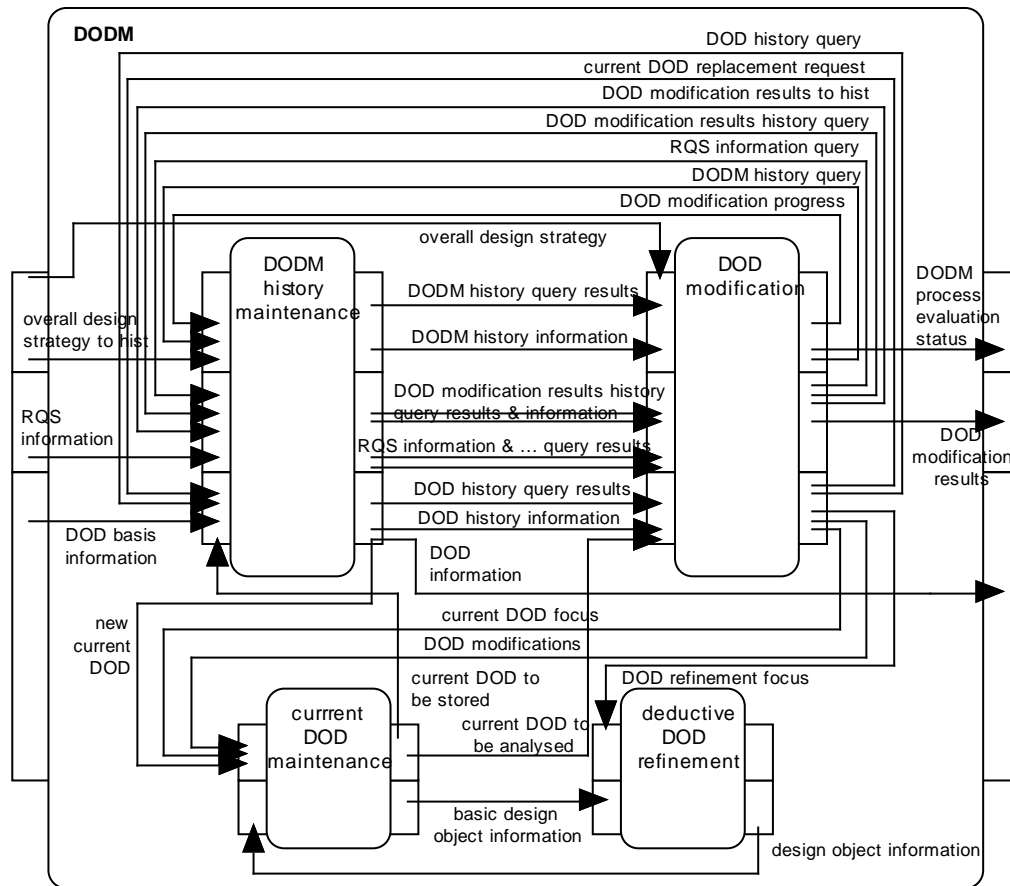 DODM
DOD history query
current DOD replacement request
DOD modification results to hist
DOD modification results history query
RQS information query
DODM history query
DOD modification progress
overall design strategy
DODM
history
maintenance
DOD
modification
DODM
process
evaluation
status
overall design
strategy to hist
DODM history query results
DODM history information
DOD modification results history
query results & information
RQS
information
RQS information & ... query results
DOD
modification
results
DOD history query results
DOD history information
DOD basis
information
DOD
information
new
current
DOD
current DOD focus
DOD modifications
DOD refinement focus
current DOD to
be stored
current DOD to
be analysed
currrent
DOD
maintenance
deductive
DOD
refinement
basic design
object information
design object information